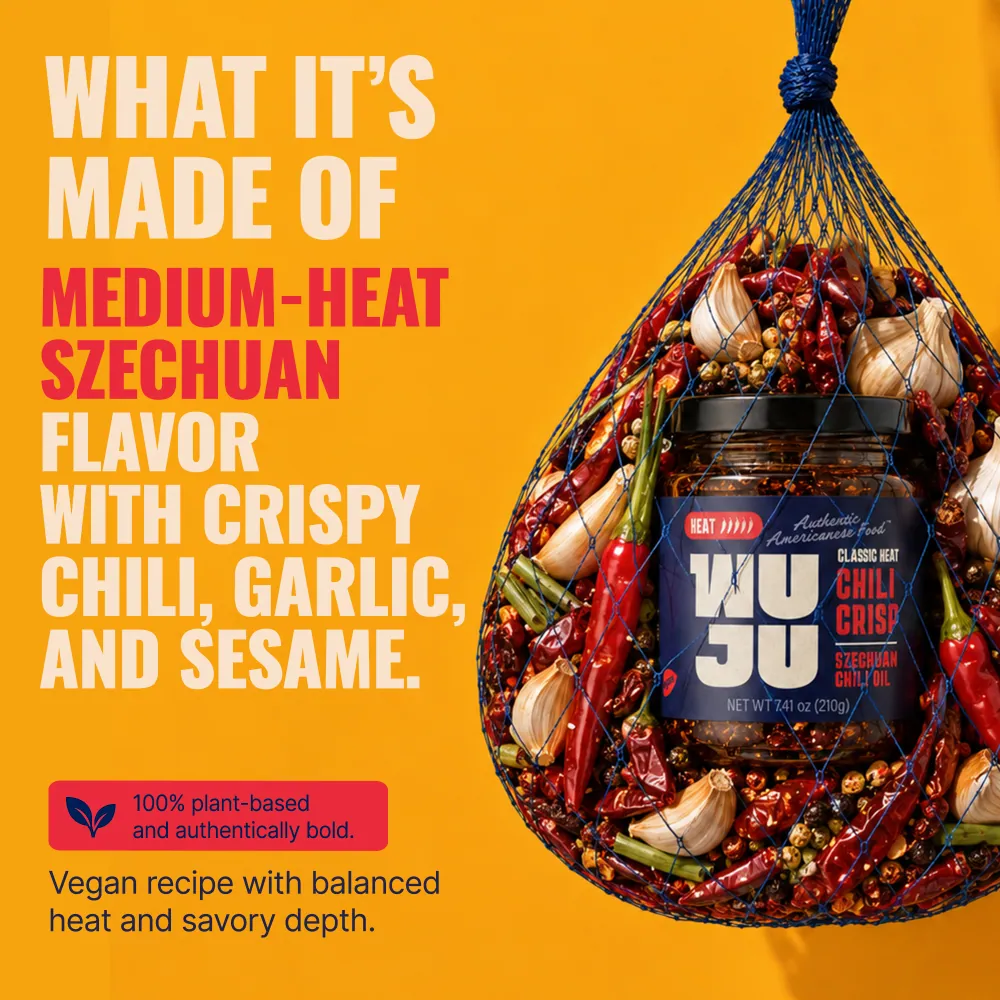 WHAT IT'S
MADE OF
MEDIUM-HEAT
SZECHUAN
FLAVOR
WITH CRISPY
CHILI, GARLIC,
AND SESAME.
100% plant-based
and authentically bold.
Vegan recipe with balanced
heat and savory depth.
HEAT
Authentic
Americanese Food™
WU
JU
CLASSIC HEAT
CHILI
CRISP
SZECHUAN
CHILI OIL
NET WT 7.41 oz (210g)